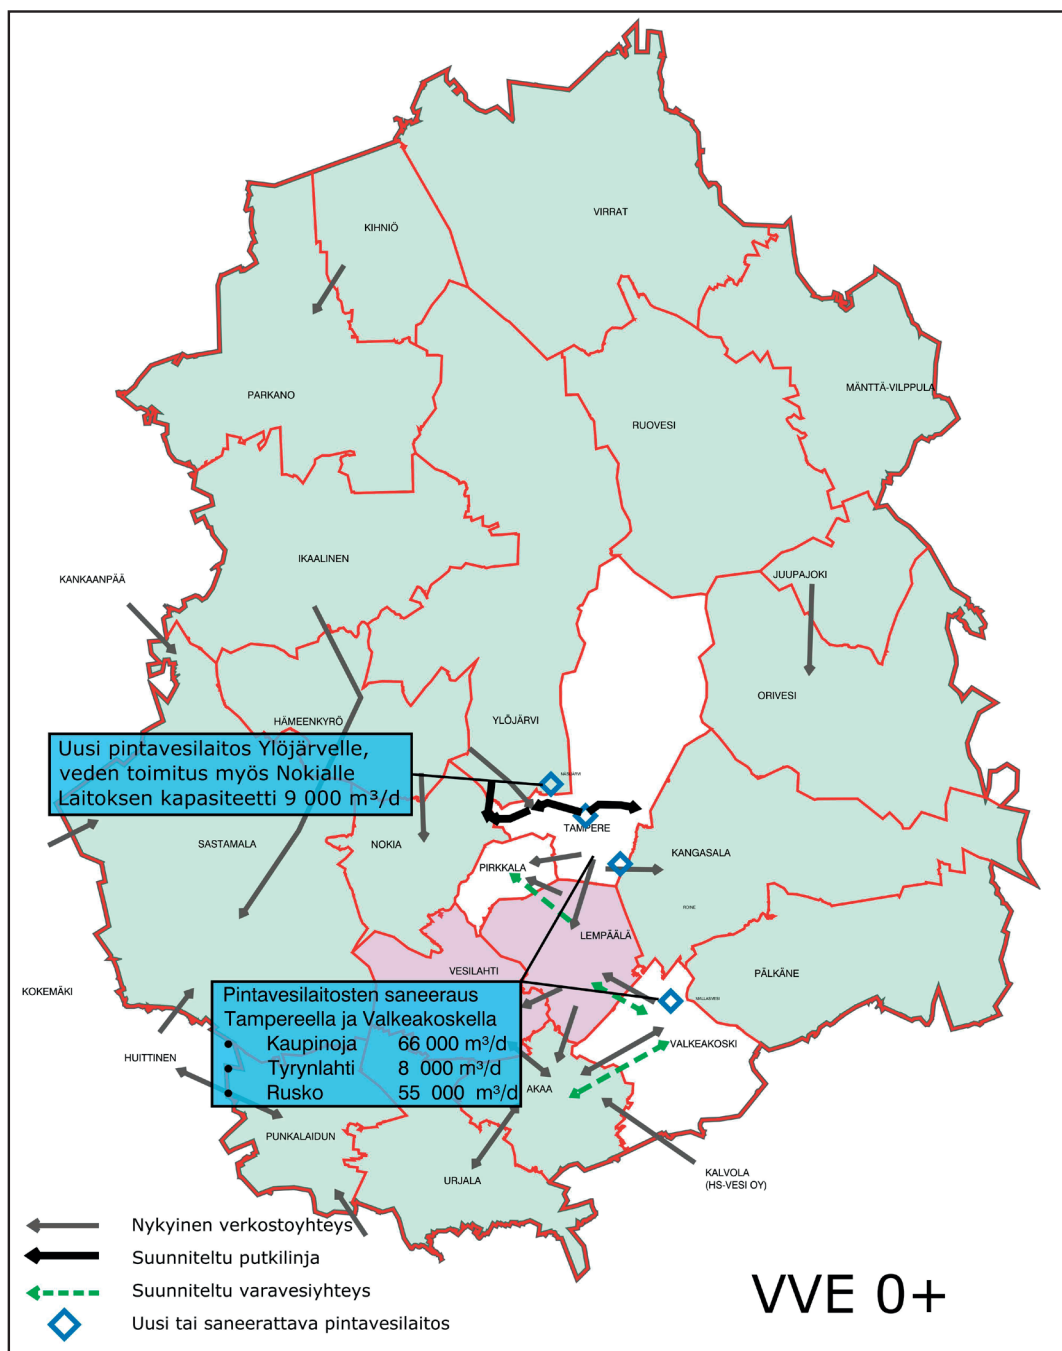 VIRRAT
KIHNIÖ
MÄNTTÄ-VILPPULA
PARKANO
RUOVESI
IKAALINEN
JUUPAJOKI
KANKAANPÄÄ
ORIVESI
HÄMEENKYRÖ
YLÖJÄRVI
Uusi pintavesilaitos Ylöjärvelle,
veden toimitus myös Nokialle
Laitoksen kapasiteetti 9 000 m³/d
NÄSIJÄRVI
TAMPERE
SASTAMALA
NOKIA
PIRKKALA
KANGASALA
ROINE
LEMPÄÄLÄ
VESILAHTI
PÄLKÄNE
KOKEMÄKI
Pintavesilaitosten saneeraus
Tampereella ja Valkeakoskella
• Kaupinoja 66 000 m³/d
• Tyrynlahti 8 000 m³/d
• Rusko 55 000 m³/d
MALLASVESI
VALKEAKOSKI
HUITTINEN
AKAA
PUNKALAIDUN
URJALA
KALVOLA
(HS-VESI OY)
Nykyinen verkostoyhteys
Suunniteltu putkilinja
Suunniteltu varavesiyhteys
Uusi tai saneerattava pintavesilaitos
VVE 0+